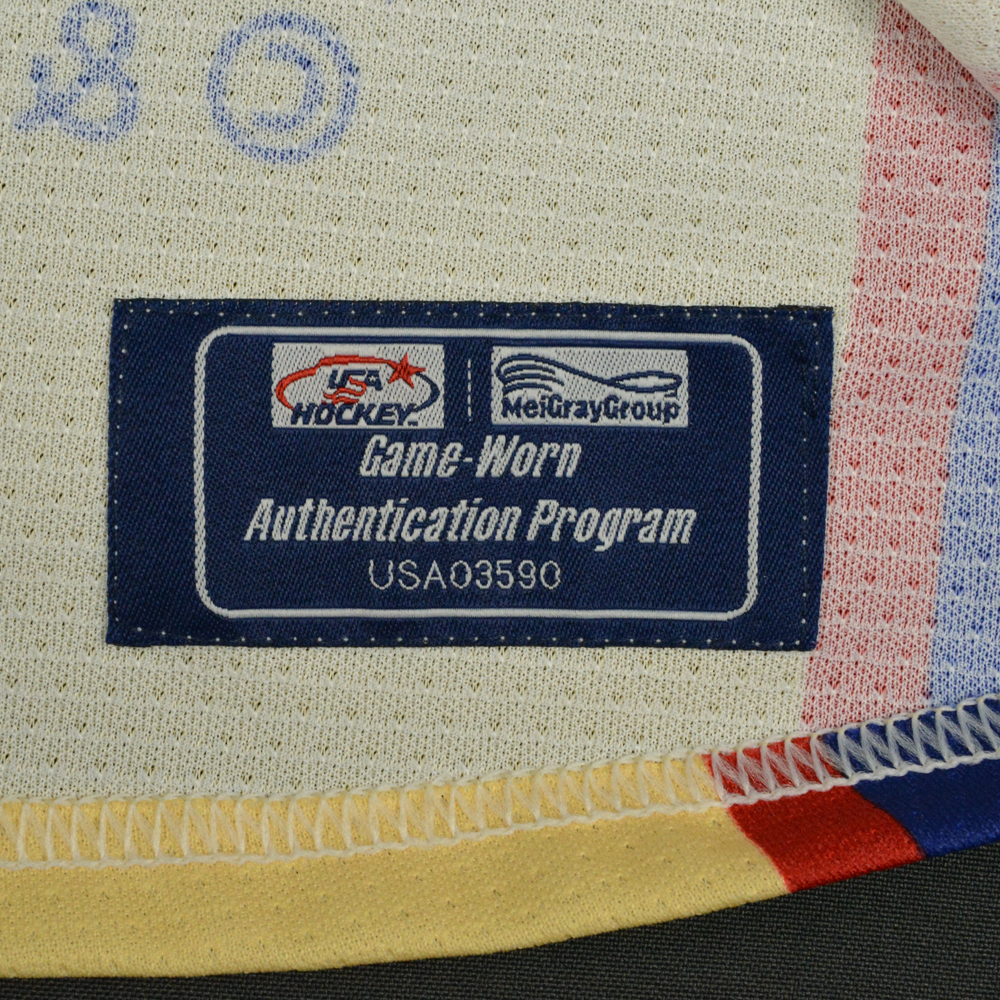 USA
HOCKEY
MeiGrayGroup
Game-Worn
Authentication Program
USA03590